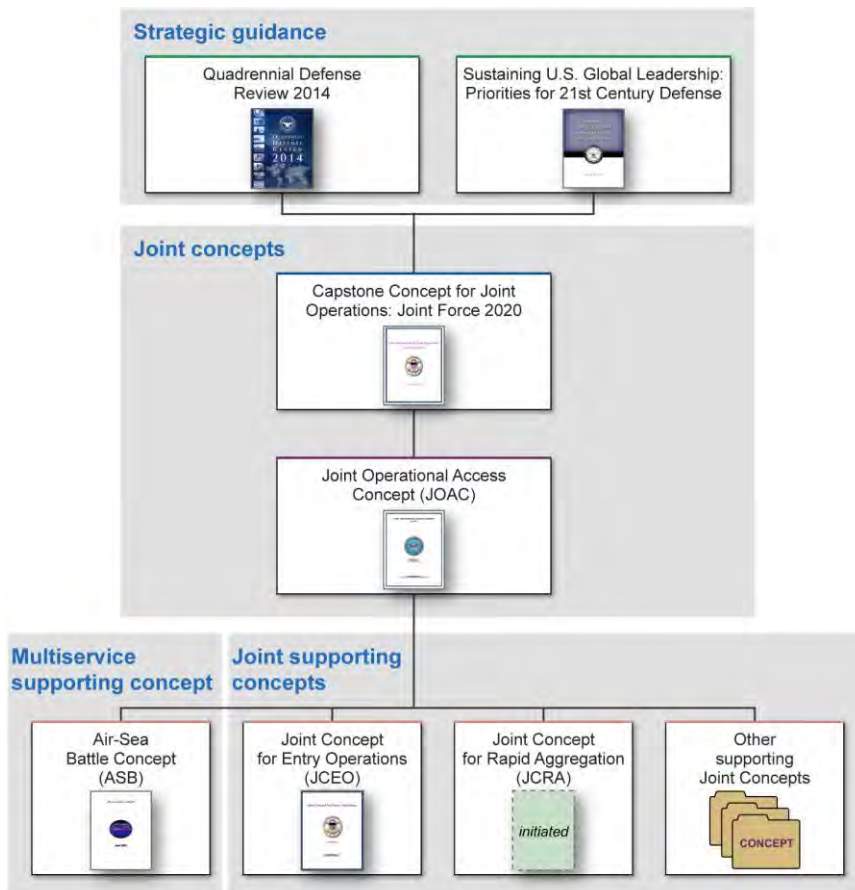 Strategic guidance
Quadrennial Defense
Review 2014
Sustaining U.S. Global Leadership:
Priorities for 21st Century Defense
2014
Joint concepts
Capstone Concept for Joint
Operations: Joint Force 2020
Joint Operational Access
Concept (JOAC)
Multiservice
supporting concept
Joint supporting
concepts
Air-Sea
Battle Concept
(ASB)
Joint Concept
for Entry Operations
(JCEO)
Joint Concept
for Rapid Aggregation
(JCRA)
initiated
Other
supporting
Joint Concepts
CONCEPT